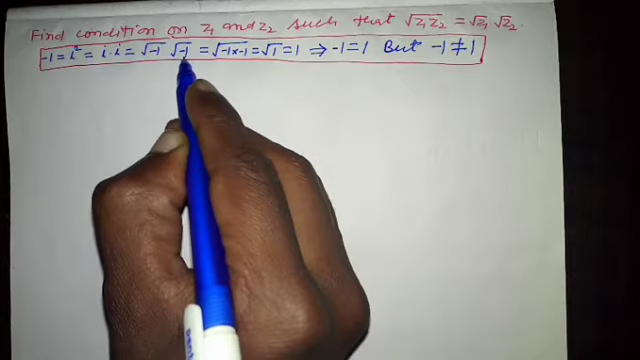 Find condition on z₁ and z₂ such that √z₁z₂ = √z₁ √z₂.
-1 = i² = i·i = √-1 √-1 = √-1×-1 = √1 = 1 ⇒ -1 = 1 But -1 ≠ 1